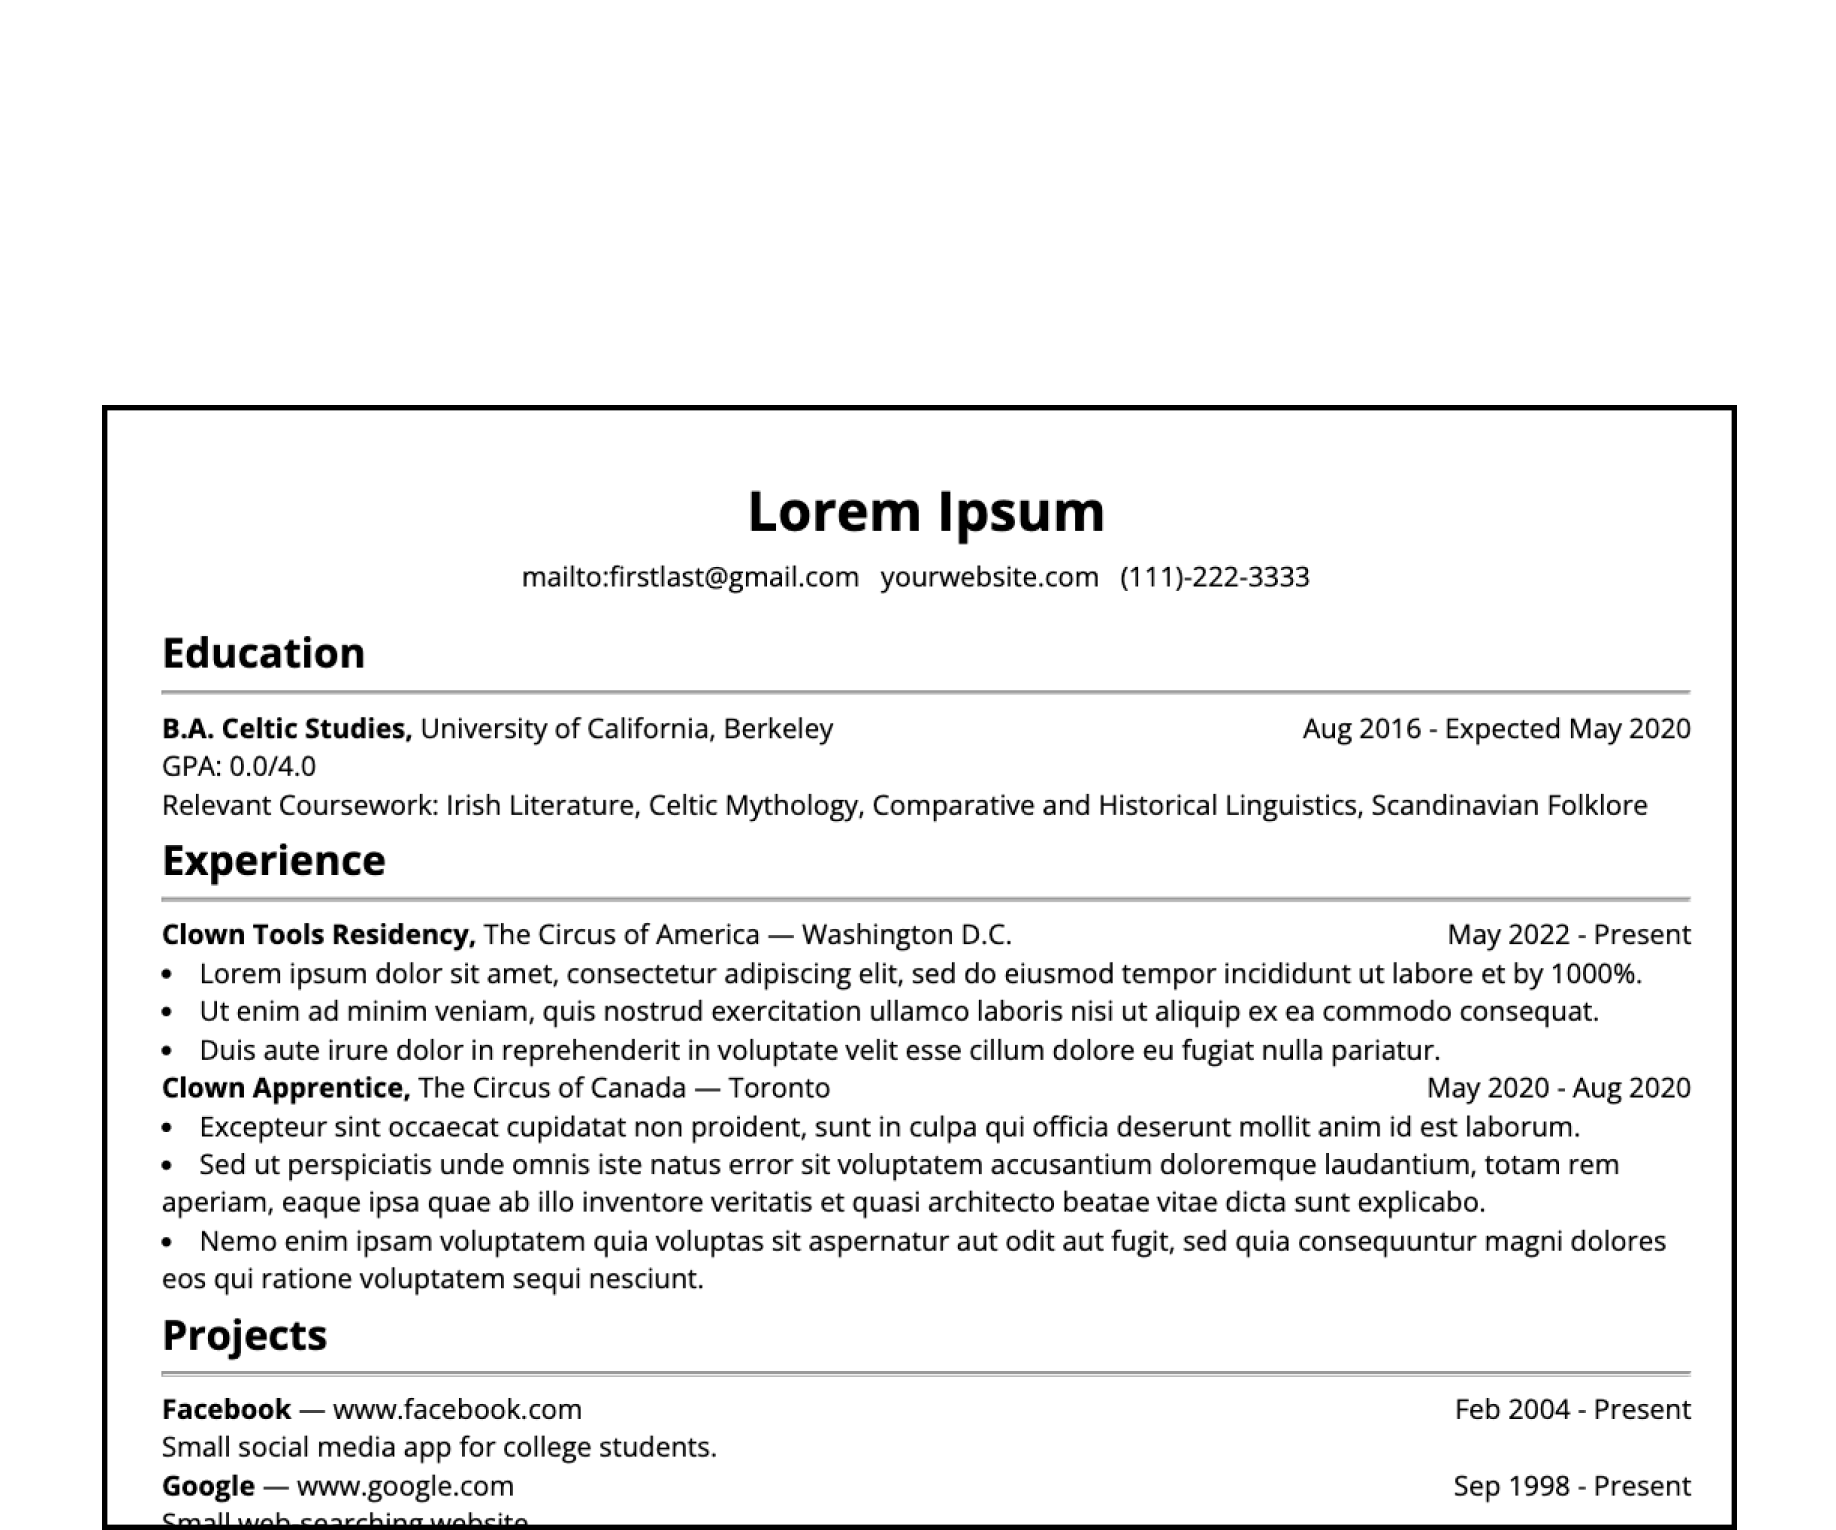 Lorem Ipsum
mailto:firstlast@gmail.com yourwebsite.com (111)-222-3333
Education
B.A. Celtic Studies, University of California, Berkeley Aug 2016 - Expected May 2020
GPA: 0.0/4.0
Relevant Coursework: Irish Literature, Celtic Mythology, Comparative and Historical Linguistics, Scandinavian Folklore
Experience
Clown Tools Residency, The Circus of America — Washington D.C. May 2022 - Present
• Lorem ipsum dolor sit amet, consectetur adipiscing elit, sed do eiusmod tempor incididunt ut labore et by 1000%.
• Ut enim ad minim veniam, quis nostrud exercitation ullamco laboris nisi ut aliquip ex ea commodo consequat.
• Duis aute irure dolor in reprehenderit in voluptate velit esse cillum dolore eu fugiat nulla pariatur.
Clown Apprentice, The Circus of Canada — Toronto May 2020 - Aug 2020
• Excepteur sint occaecat cupidatat non proident, sunt in culpa qui officia deserunt mollit anim id est laborum.
• Sed ut perspiciatis unde omnis iste natus error sit voluptatem accusantium doloremque laudantium, totam rem
aperiam, eaque ipsa quae ab illo inventore veritatis et quasi architecto beatae vitae dicta sunt explicabo.
• Nemo enim ipsam voluptatem quia voluptas sit aspernatur aut odit aut fugit, sed quia consequuntur magni dolores
eos qui ratione voluptatem sequi nesciunt.
Projects
Facebook — www.facebook.com Feb 2004 - Present
Small social media app for college students.
Google — www.google.com Sep 1998 - Present
Small web searching website